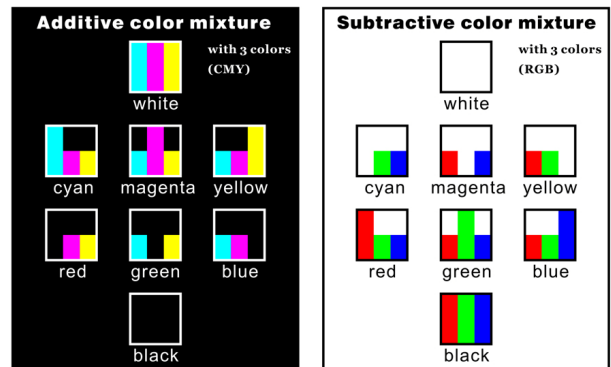 Additive color mixture
with 3 colors
(CMY)
white
cyan magenta yellow
red green blue
black
Subtractive color mixture
with 3 colors
(RGB)
white
cyan magenta yellow
red green blue
black